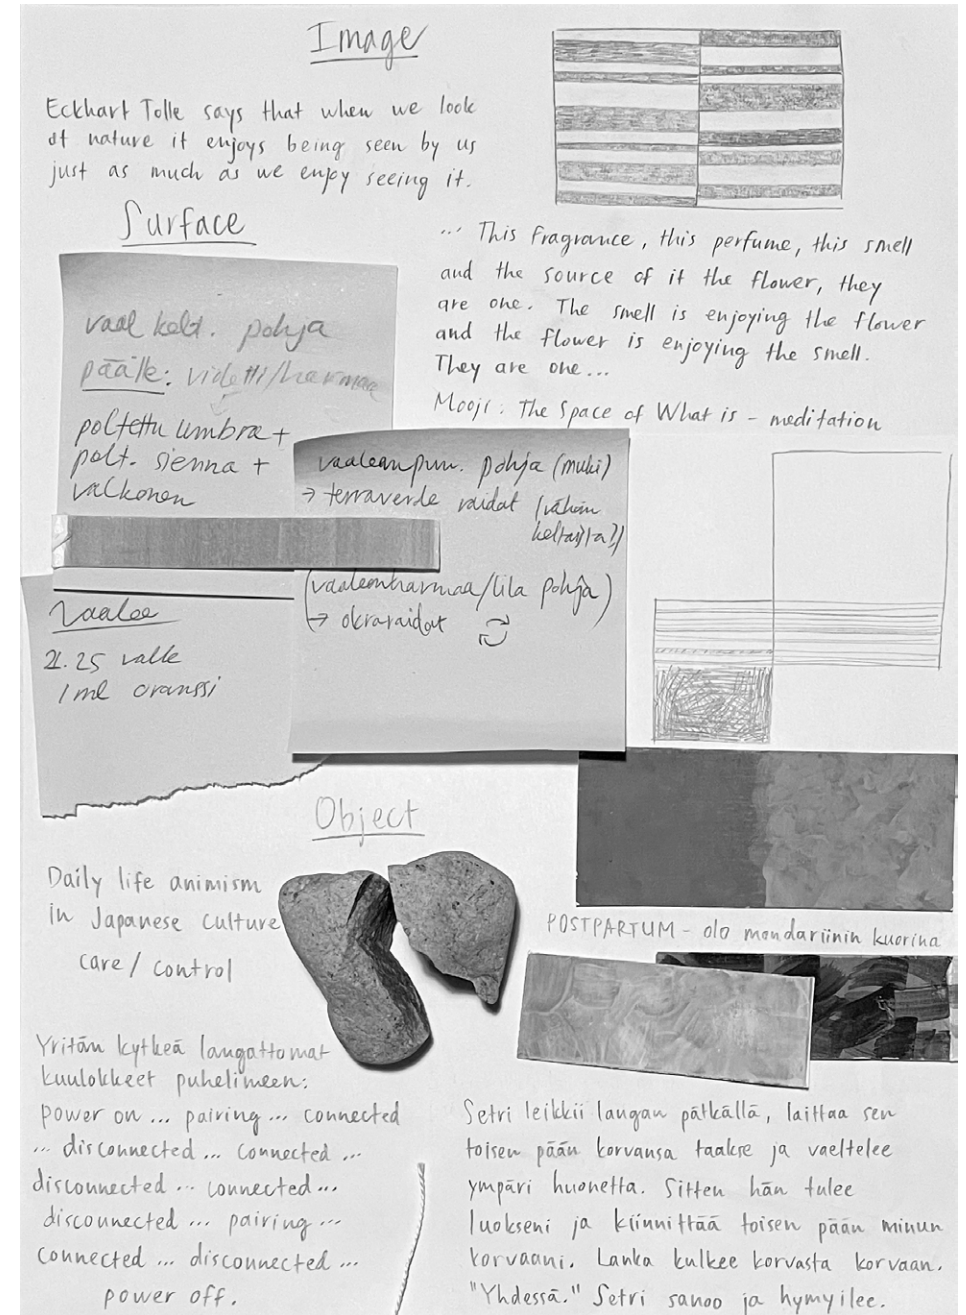 Image
Eckhart Tolle says that when we look
at nature it enjoys being seen by us
just as much as we enjoy seeing it.
Surface
... This fragrance, this perfume, this smell
and the source of it the flower, they
are one. The smell is enjoying the flower
and the flower is enjoying the smell.
They are one...
Mooji: The Space of What is – meditation
vaal kelt. pohja
päälle: violetti/harmaa
poltettu umbra +
polt. sienna +
valkonen
vaaleanpun. pohja (muki)
→ terraverde raidat (vähän
keltaista?)
(vaaleanharmaa/lila pohja)
→ okraraidat
Vaalee
25 valk
1 ml oranssi
Object
Daily life animism
in Japanese culture
care / control
POSTPARTUM – olo mandariinin kuorina
Yritän kytkeä langattomat
kuulokkeet puhelimeen:
power on ... pairing ... connected
... disconnected ... connected ...
disconnected ... connected ...
disconnected ... pairing ...
connected ... disconnected ...
power off.
Setri leikkii langan pätkällä, laittaa sen
toisen pään korvansa taakse ja vaeltelee
ympäri huonetta. Sitten hän tulee
luokseni ja kiinnittää toisen pään minun
korvaani. Lanka kulkee korvasta korvaan.
"Yhdessä." Setri sanoo ja hymyilee.